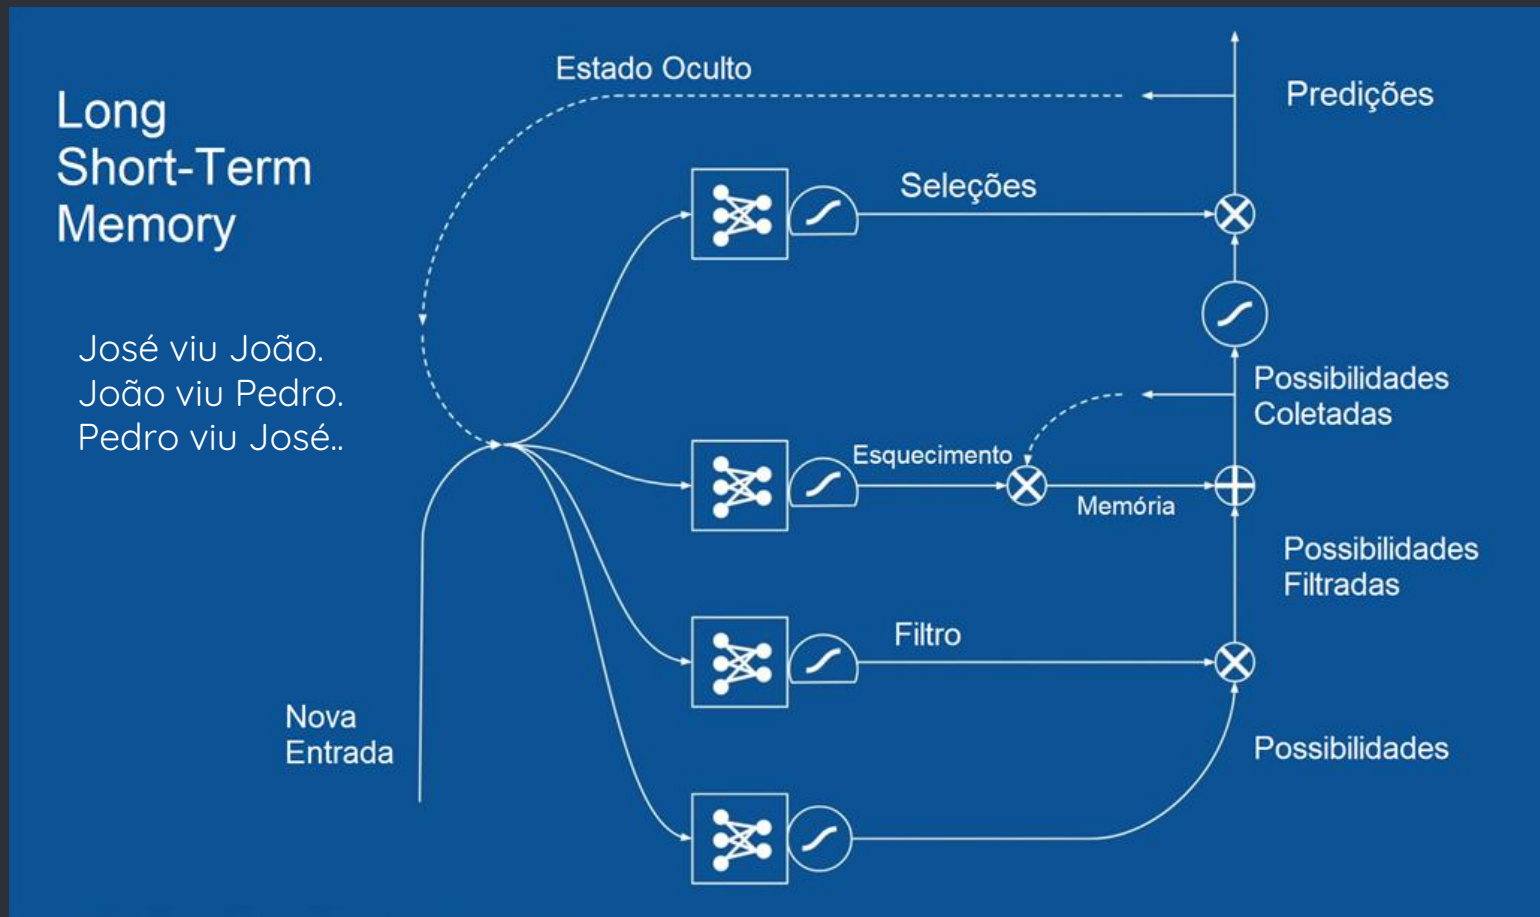 Long
Short-Term
Memory
José viu João.
João viu Pedro.
Pedro viu José..
Estado Oculto
Predições
Seleções
Possibilidades
Coletadas
Esquecimento
Memória
Possibilidades
Filtradas
Filtro
Nova
Entrada
Possibilidades